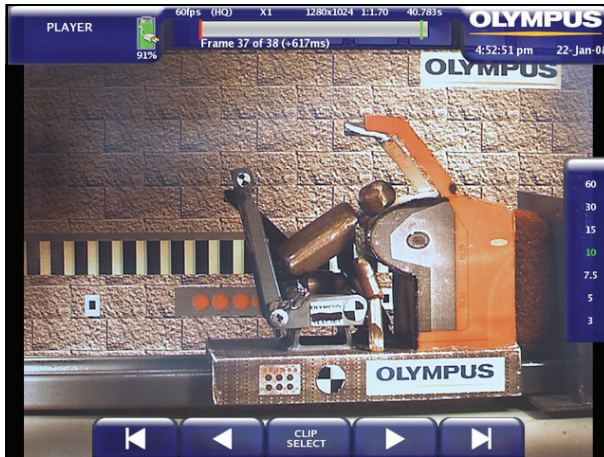 60fps (HQ) X1 1280x1024 1:1.70 40.783s
PLAYER
OLYMPUS
Frame 37 of 38 (+617ms)
91%
4:52:51 pm 22-Jan-08
OLYMPUS
60
30
15
10
7.5
5
3
OLYMPUS
OLYMPUS
CLIP
SELECT